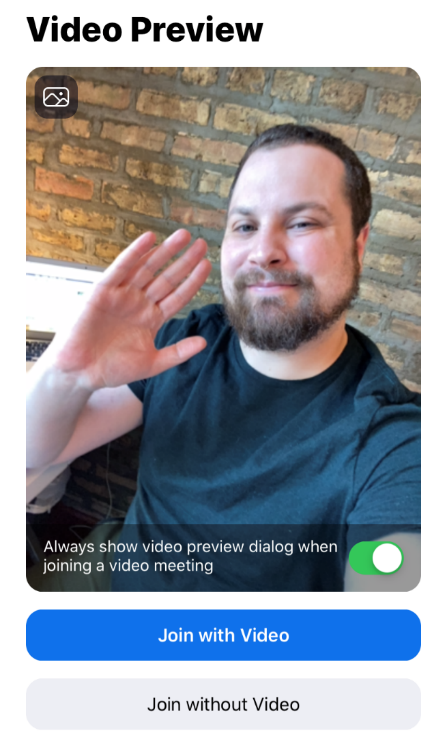 Video Preview
Always show video preview dialog when
joining a video meeting
Join with Video
Join without Video